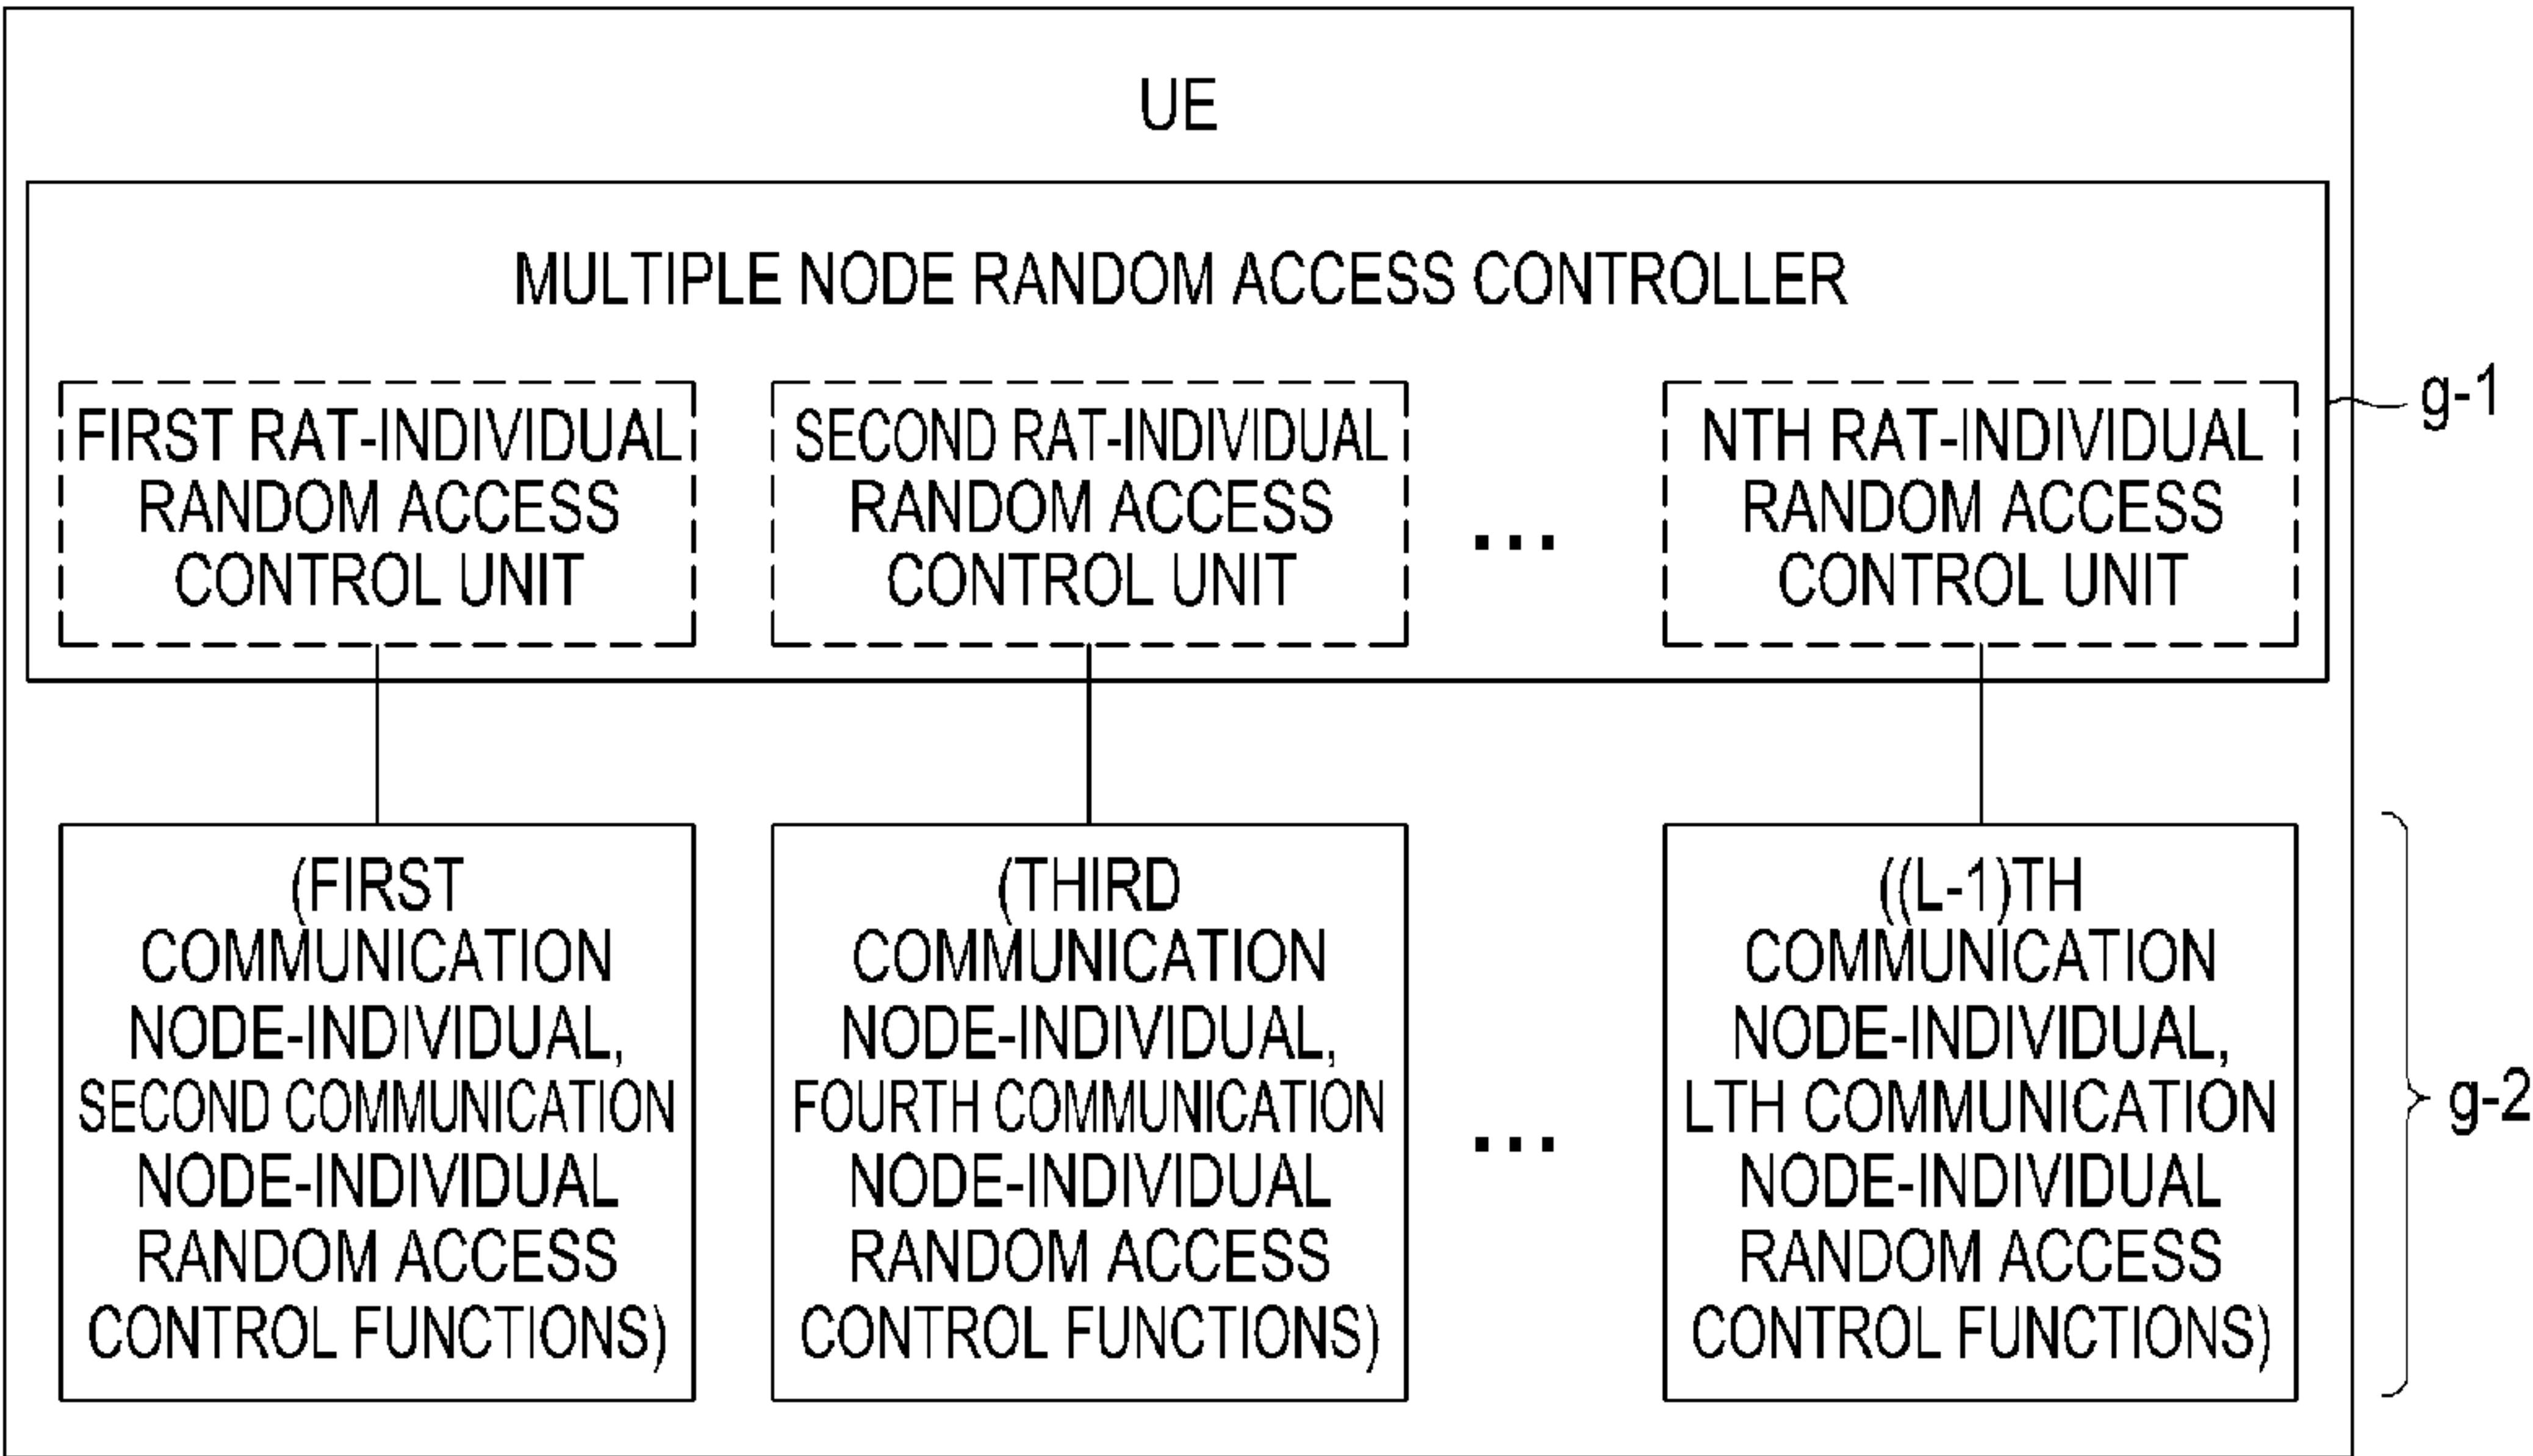 UE
MULTIPLE NODE RANDOM ACCESS CONTROLLER
FIRST RAT-INDIVIDUAL
RANDOM ACCESS
CONTROL UNIT
SECOND RAT-INDIVIDUAL
RANDOM ACCESS
CONTROL UNIT
...
NTH RAT-INDIVIDUAL
RANDOM ACCESS
CONTROL UNIT
g-1
(FIRST
COMMUNICATION
NODE-INDIVIDUAL,
SECOND COMMUNICATION
NODE-INDIVIDUAL
RANDOM ACCESS
CONTROL FUNCTIONS)
(THIRD
COMMUNICATION
NODE-INDIVIDUAL,
FOURTH COMMUNICATION
NODE-INDIVIDUAL
RANDOM ACCESS
CONTROL FUNCTIONS)
...
((L-1)TH
COMMUNICATION
NODE-INDIVIDUAL,
LTH COMMUNICATION
NODE-INDIVIDUAL
RANDOM ACCESS
CONTROL FUNCTIONS)
g-2